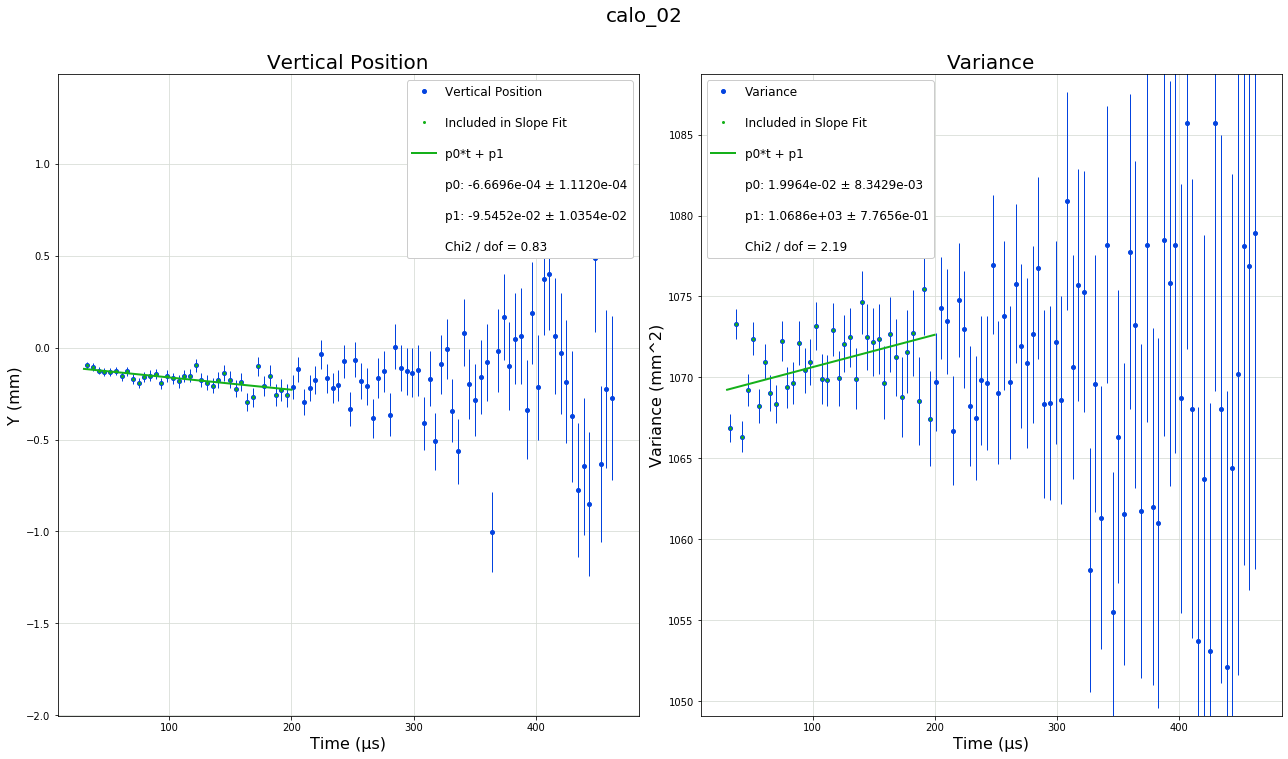 calo_02
Vertical Position
Vertical Position
Included in Slope Fit
p0*t + p1
p0: -6.6696e-04 ± 1.1120e-04
p1: -9.5452e-02 ± 1.0354e-02
Chi2 / dof = 0.83
1.0
0.5
0.0
−0.5
−1.0
−1.5
−2.0
Y (mm)
100
200
300
400
Time (µs)
Variance
Variance
Included in Slope Fit
p0*t + p1
p0: 1.9964e-02 ± 8.3429e-03
p1: 1.0686e+03 ± 7.7656e-01
Chi2 / dof = 2.19
1085
1080
1075
1070
1065
1060
1055
1050
Variance (mm^2)
100
200
300
400
Time (µs)